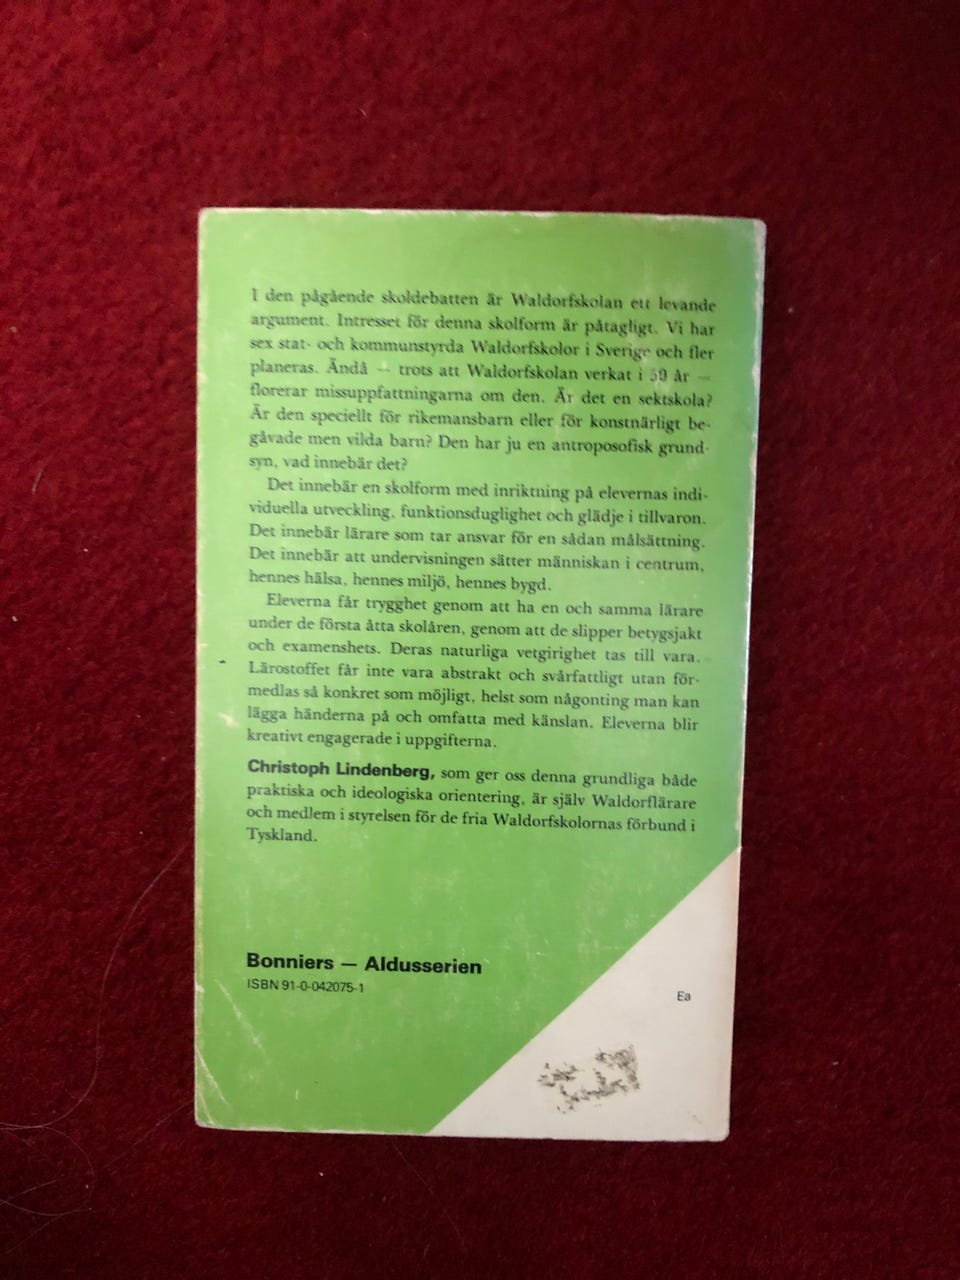 I den pågående skoldebatten är Waldorfskolan ett levande
argument. Intresset för denna skolform är påtagligt. Vi har
sex stat- och kommunstyrda Waldorfskolor i Sverige och fler
planeras. Ändå — trots att Waldorfskolan verkat i 50 år —
florerar missuppfattningarna om den. Är det en sektskola?
Är den speciellt för rikemansbarn eller för konstnärligt be-
gåvade men vilda barn? Den har ju en antroposofisk grund-
syn, vad innebär det?
Det innebär en skolform med inriktning på elevernas indi-
viduella utveckling, funktionsduglighet och glädje i tillvaron.
Det innebär lärare som tar ansvar för en sådan målsättning.
Det innebär att undervisningen sätter människan i centrum,
hennes hälsa, hennes miljö, hennes bygd.
Eleverna får trygghet genom att ha en och samma lärare
under de första åtta skolåren, genom att de slipper betygsjakt
och examenshets. Deras naturliga vetgirighet tas till vara.
Lärostoffet får inte vara abstrakt och svårfattligt utan för-
medlas så konkret som möjligt, helst som någonting man kan
lägga händerna på och omfatta med känslan. Eleverna blir
kreativt engagerade i uppgifterna.
Christoph Lindenberg, som ger oss denna grundliga både
praktiska och ideologiska orientering, är själv Waldorflärare
och medlem i styrelsen för de fria Waldorfskolornas förbund i
Tyskland.
Bonniers — Aldusserien
ISBN 91-0-042075-1
Ea